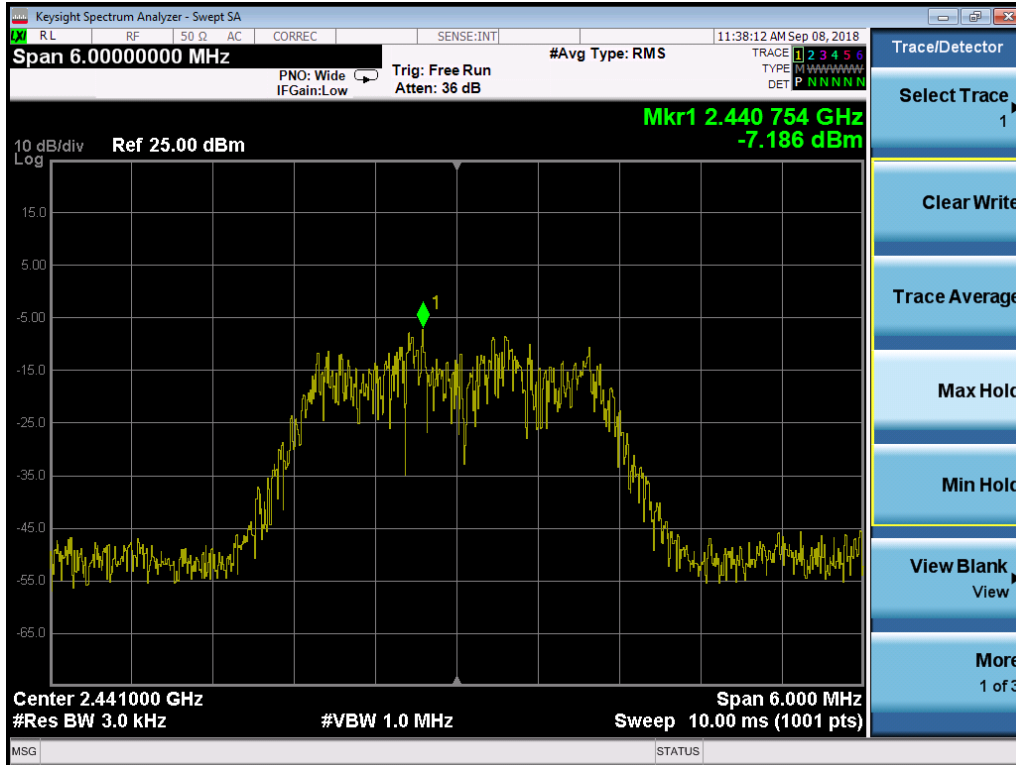 Keysight Spectrum Analyzer - Swept SA
LXI RL RF 50 Ω AC CORREC SENSE:INT 11:38:12 AM Sep 08, 2018
Span 6.00000000 MHz
PNO: Wide
IFGain:Low
Trig: Free Run
Atten: 36 dB
#Avg Type: RMS
TRACE 1 2 3 4 5 6
TYPE M W W W W W
DET P N N N N N
Mkr1 2.440 754 GHz
-7.186 dBm
10 dB/div Ref 25.00 dBm
Log
15.0
5.00
1
-5.00
-15.0
-25.0
-35.0
-45.0
-55.0
-65.0
Center 2.441000 GHz Span 6.000 MHz
#Res BW 3.0 kHz #VBW 1.0 MHz Sweep 10.00 ms (1001 pts)
MSG STATUS
Trace/Detector
Select Trace
1
Clear Write
Trace Average
Max Hold
Min Hold
View Blank
View
More
1 of 3